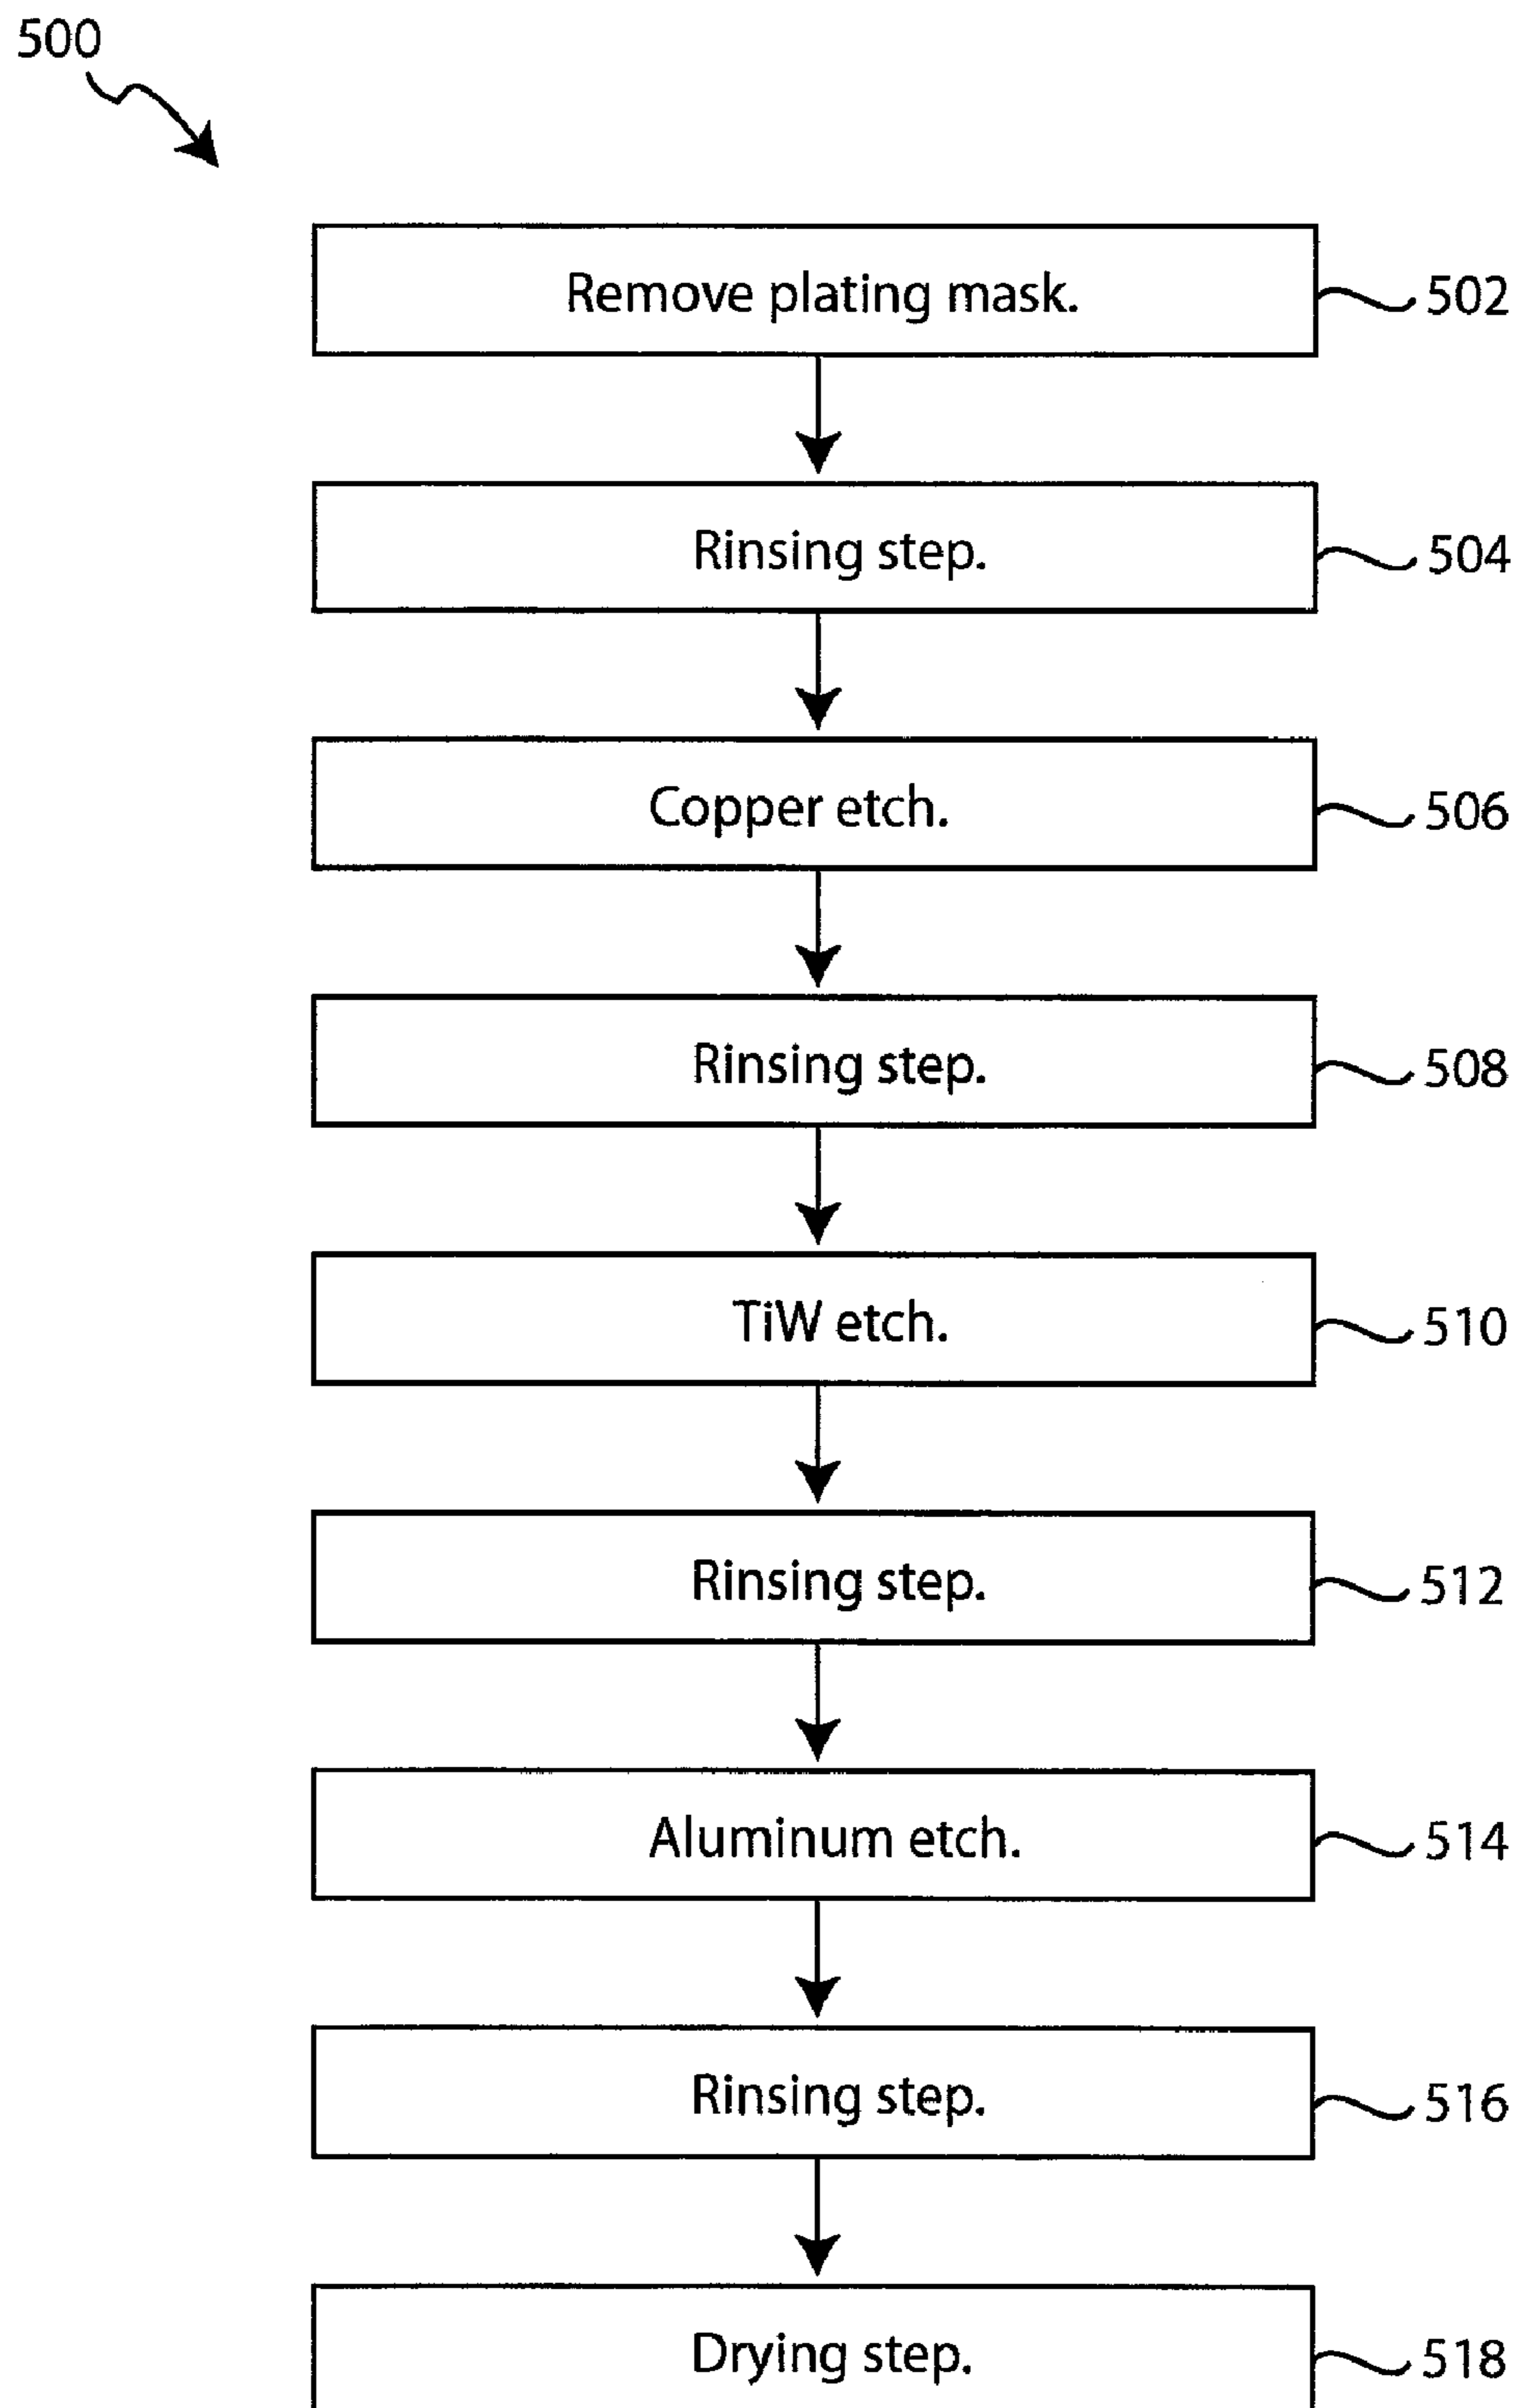 500
Remove plating mask.
502
Rinsing step.
504
Copper etch.
506
Rinsing step.
508
TiW etch.
510
Rinsing step.
512
Aluminum etch.
514
Rinsing step.
516
Drying step.
518